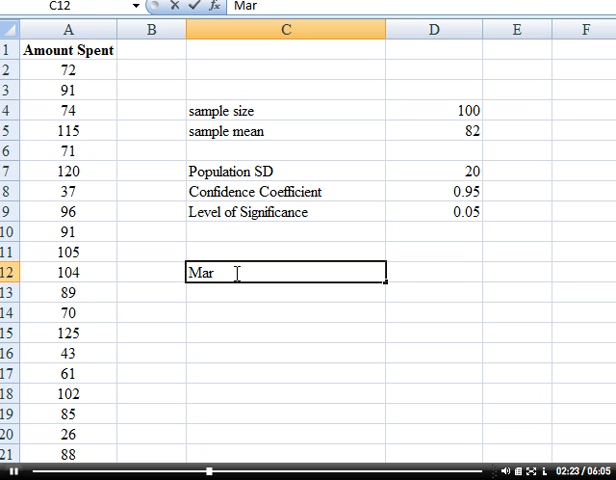 C12 fx Mar
A B C D E F
1 Amount Spent
2 72
3 91
4 74 sample size 100
5 115 sample mean 82
6 71
7 120 Population SD 20
8 37 Confidence Coefficient 0.95
9 96 Level of Significance 0.05
10 91
11 105
12 104 Mar
13 89
14 70
15 125
16 43
17 61
18 102
19 85
20 26
21 88
02:23 / 06:05